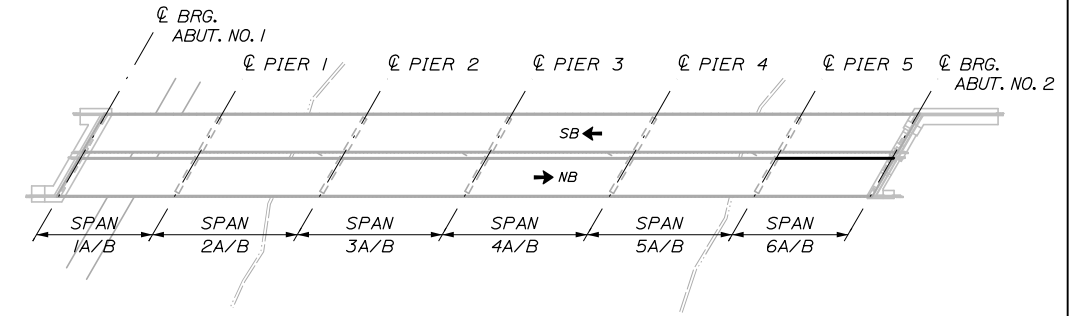 ℄ BRG.
ABUT. NO. 1
℄ PIER 1
℄ PIER 2
℄ PIER 3
℄ PIER 4
℄ PIER 5
℄ BRG.
ABUT. NO. 2
SB
NB
SPAN
1A/B
SPAN
2A/B
SPAN
3A/B
SPAN
4A/B
SPAN
5A/B
SPAN
6A/B